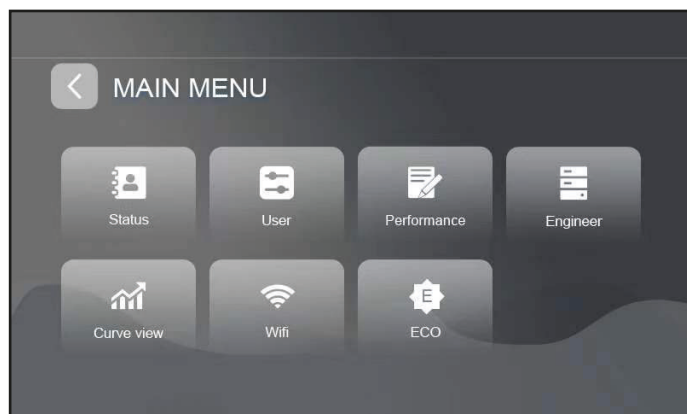 MAIN MENU
Status
User
Performance
Engineer
Curve view
Wifi
E
ECO